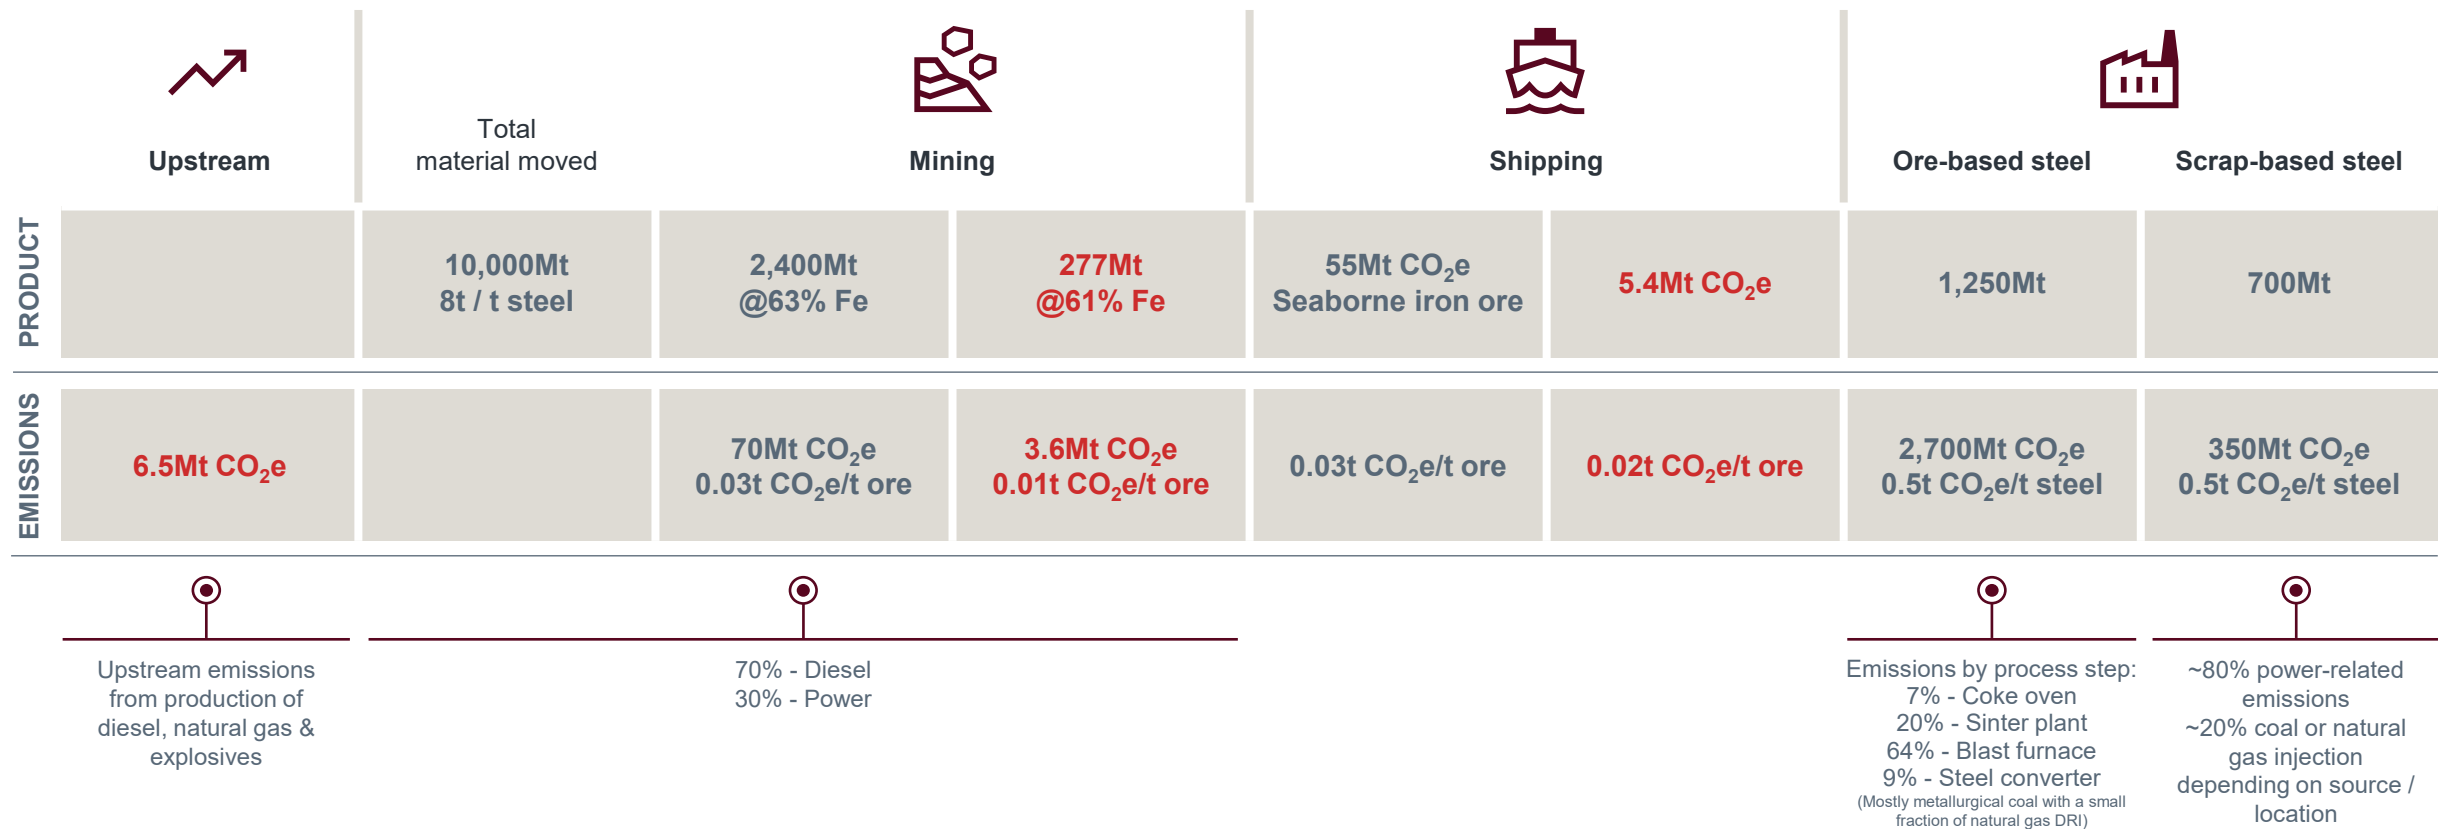 Upstream
Total
material moved
Mining
Shipping
Ore-based steel
Scrap-based steel
PRODUCT
10,000Mt
8t / t steel
2,400Mt
@63% Fe
277Mt
@61% Fe
55Mt CO₂e
Seaborne iron ore
5.4Mt CO₂e
1,250Mt
700Mt
EMISSIONS
6.5Mt CO₂e
70Mt CO₂e
0.03t CO₂e/t ore
3.6Mt CO₂e
0.01t CO₂e/t ore
0.03t CO₂e/t ore
0.02t CO₂e/t ore
2,700Mt CO₂e
0.5t CO₂e/t steel
350Mt CO₂e
0.5t CO₂e/t steel
Upstream emissions
from production of
diesel, natural gas &
explosives
70% - Diesel
30% - Power
Emissions by process step:
7% - Coke oven
20% - Sinter plant
64% - Blast furnace
9% - Steel converter
(Mostly metallurgical coal with a small
fraction of natural gas DRI)
~80% power-related
emissions
~20% coal or natural
gas injection
depending on source /
location